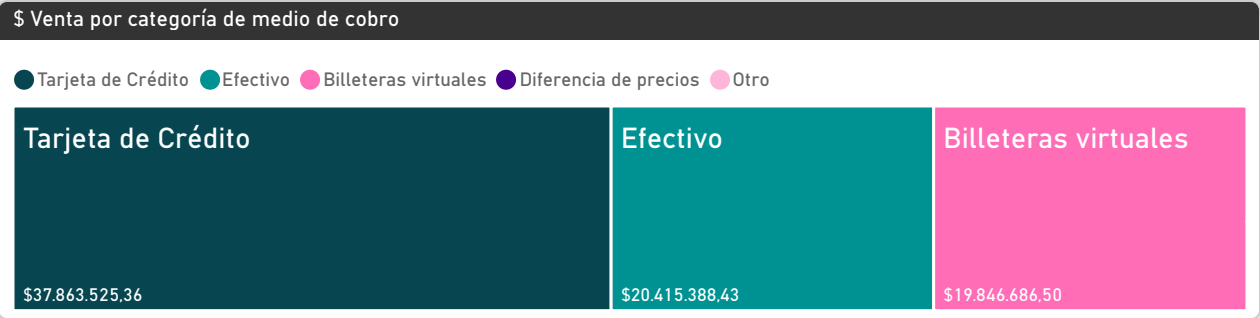 $ Venta por categoría de medio de cobro
Tarjeta de Crédito Efectivo Billeteras virtuales Diferencia de precios Otro
Tarjeta de Crédito
$37.863.525,36
Efectivo
$20.415.388,43
Billeteras virtuales
$19.846.686,50